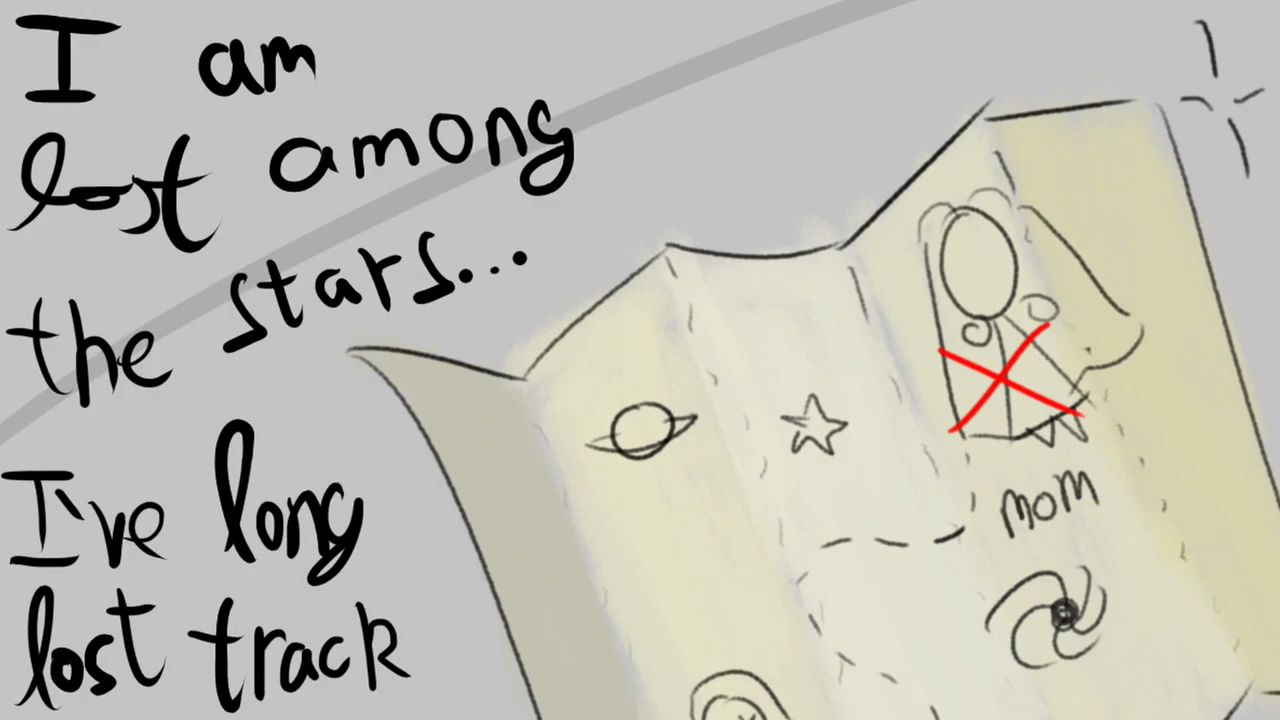 I am
lost among
the stars...
I've long
lost track
mom